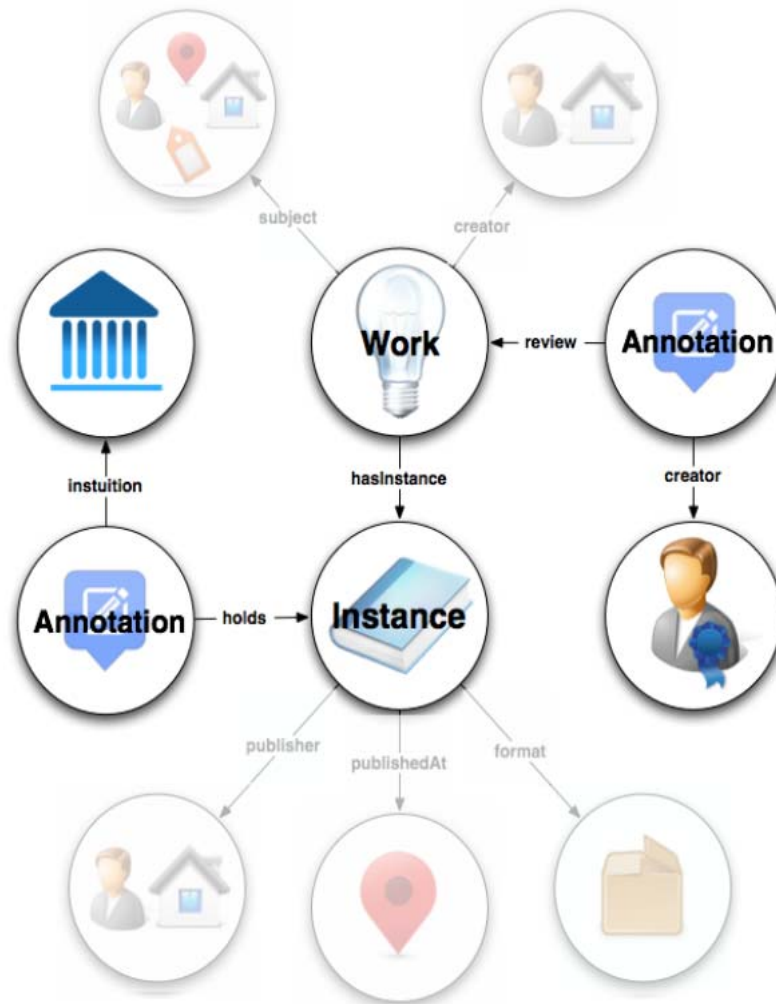 subject
creator
Work
review
Annotation
instuition
hasInstance
creator
Annotation
holds
Instance
publisher
publishedAt
format